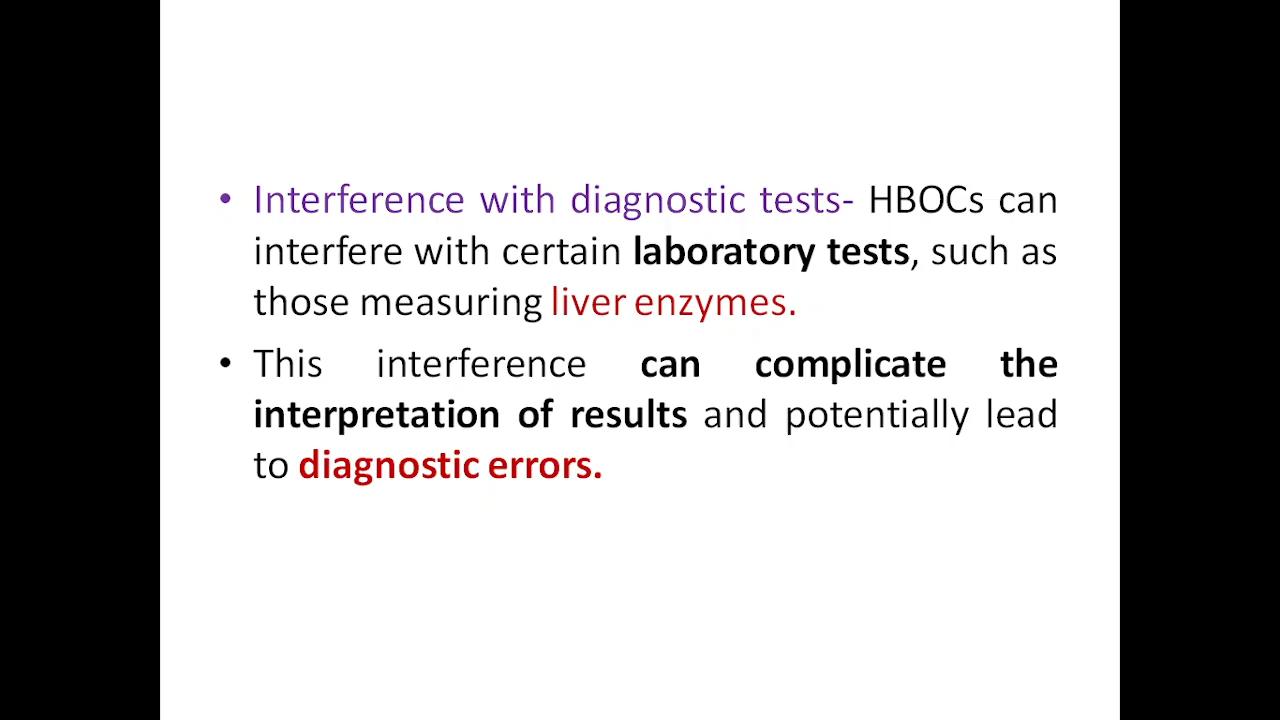 • Interference with diagnostic tests- HBOCs can
interfere with certain laboratory tests, such as
those measuring liver enzymes.
• This interference can complicate the
interpretation of results and potentially lead
to diagnostic errors.